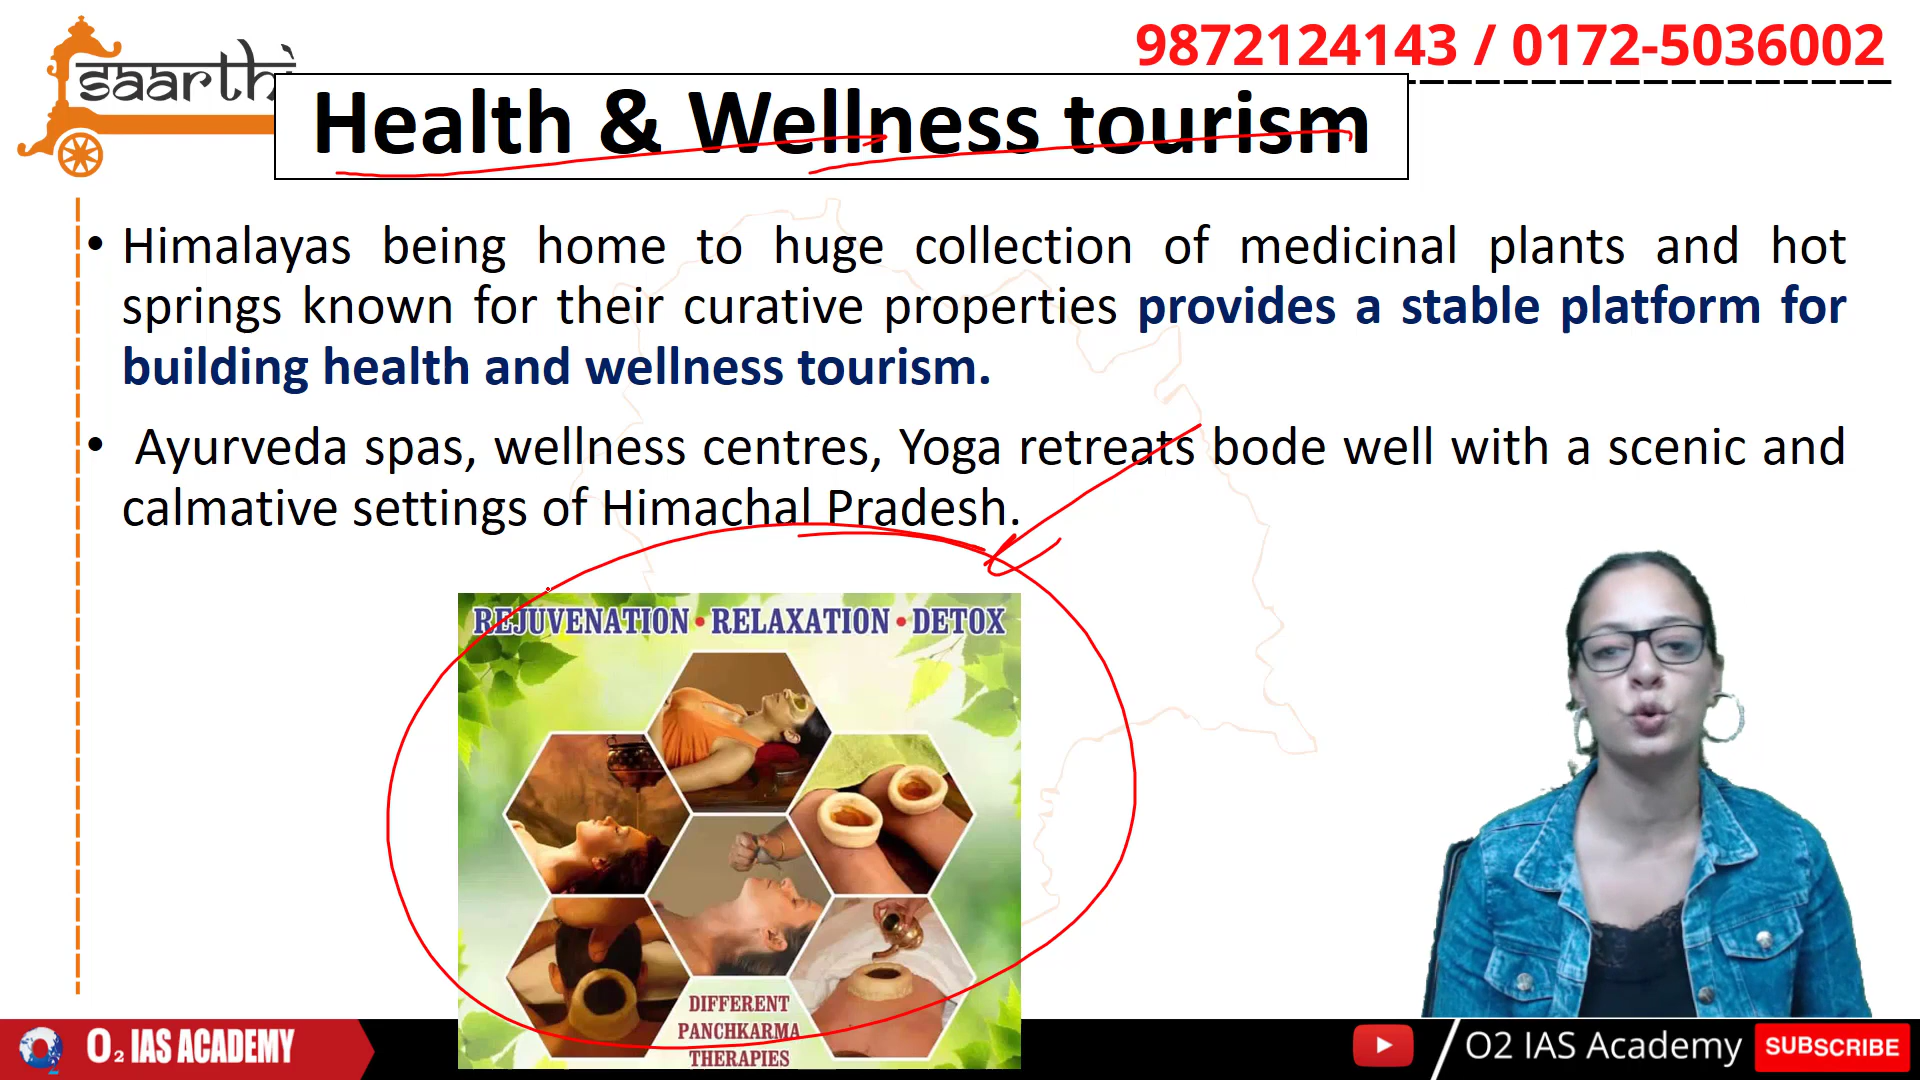 saarthi
9872124143 / 0172-5036002
Health & Wellness tourism
• Himalayas being home to huge collection of medicinal plants and hot
springs known for their curative properties provides a stable platform for
building health and wellness tourism.
• Ayurveda spas, wellness centres, Yoga retreats bode well with a scenic and
calmative settings of Himachal Pradesh.
REJUVENATION • RELAXATION • DETOX
DIFFERENT
PANCHKARMA
THERAPIES
O2 IAS ACADEMY
O2 IAS Academy
SUBSCRIBE